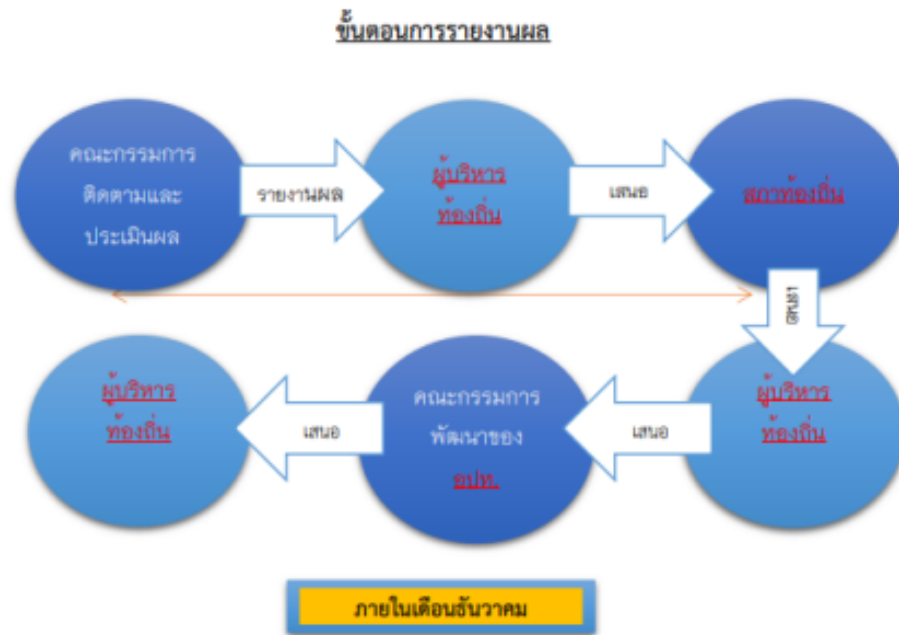 ขั้นตอนการรายงานผล
คณะกรรมการ
ติดตามและ
ประเมินผล
รายงานผล
ผู้บริหาร
ท้องถิ่น
เสนอ
สภาท้องถิ่น
เสนอ
ผู้บริหาร
ท้องถิ่น
เสนอ
คณะกรรมการ
พัฒนาของ
อปท.
เสนอ
ผู้บริหาร
ท้องถิ่น
ภายในเดือนธันวาคม